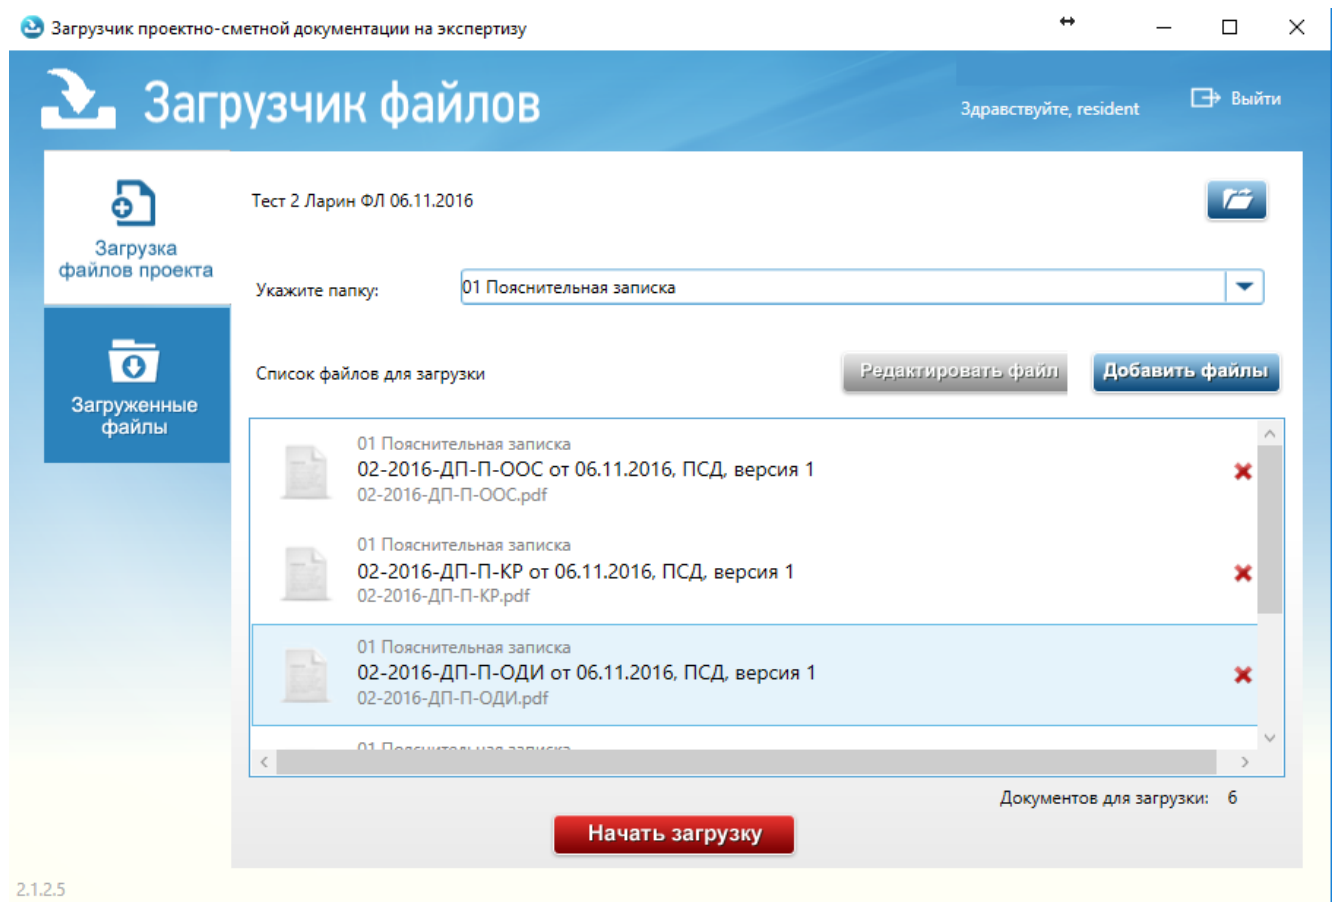 Загрузчик проектно-сметной документации на экспертизу
Загрузчик файлов
Здравствуйте, resident
Выйти
Загрузка
файлов проекта
Загруженные
файлы
Тест 2 Ларин ФЛ 06.11.2016
Укажите папку:
01 Пояснительная записка
Список файлов для загрузки
Редактировать файл
Добавить файлы
01 Пояснительная записка
02-2016-ДП-П-ООС от 06.11.2016, ПСД, версия 1
02-2016-ДП-П-ООС.pdf
01 Пояснительная записка
02-2016-ДП-П-КР от 06.11.2016, ПСД, версия 1
02-2016-ДП-П-КР.pdf
01 Пояснительная записка
02-2016-ДП-П-ОДИ от 06.11.2016, ПСД, версия 1
02-2016-ДП-П-ОДИ.pdf
01 Пояснительная записка
Документов для загрузки: 6
Начать загрузку
2.1.2.5